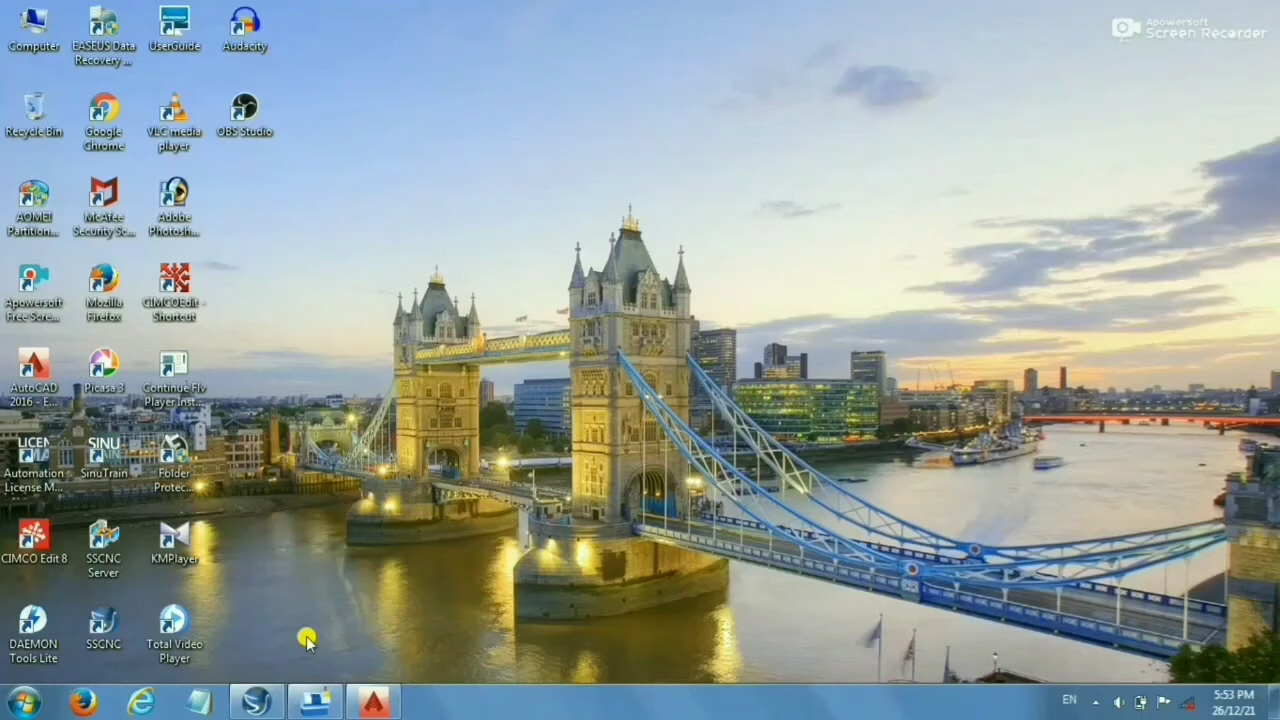 Computer
EASEUS Data
Recovery ...
UserGuide
Audacity
Apowersoft
Screen Recorder
Recycle Bin
Google
Chrome
VLC media
player
OBS Studio
AOMEI
Partition...
McAfee
Security Sc...
Adobe
Photosh...
Apowersoft
Free Scre...
Mozilla
Firefox
CIMCOEdit -
Shortcut
AutoCAD
2016 - E...
Picasa 3
Continue Flv
Player Inst...
LICEN
Automation
License M...
SINU
SinuTrain
Folder
Protec...
CIMCO Edit 8
SSCNC
Server
KMPlayer
DAEMON
Tools Lite
SSCNC
Total Video
Player
EN
5:53 PM
26/12/21